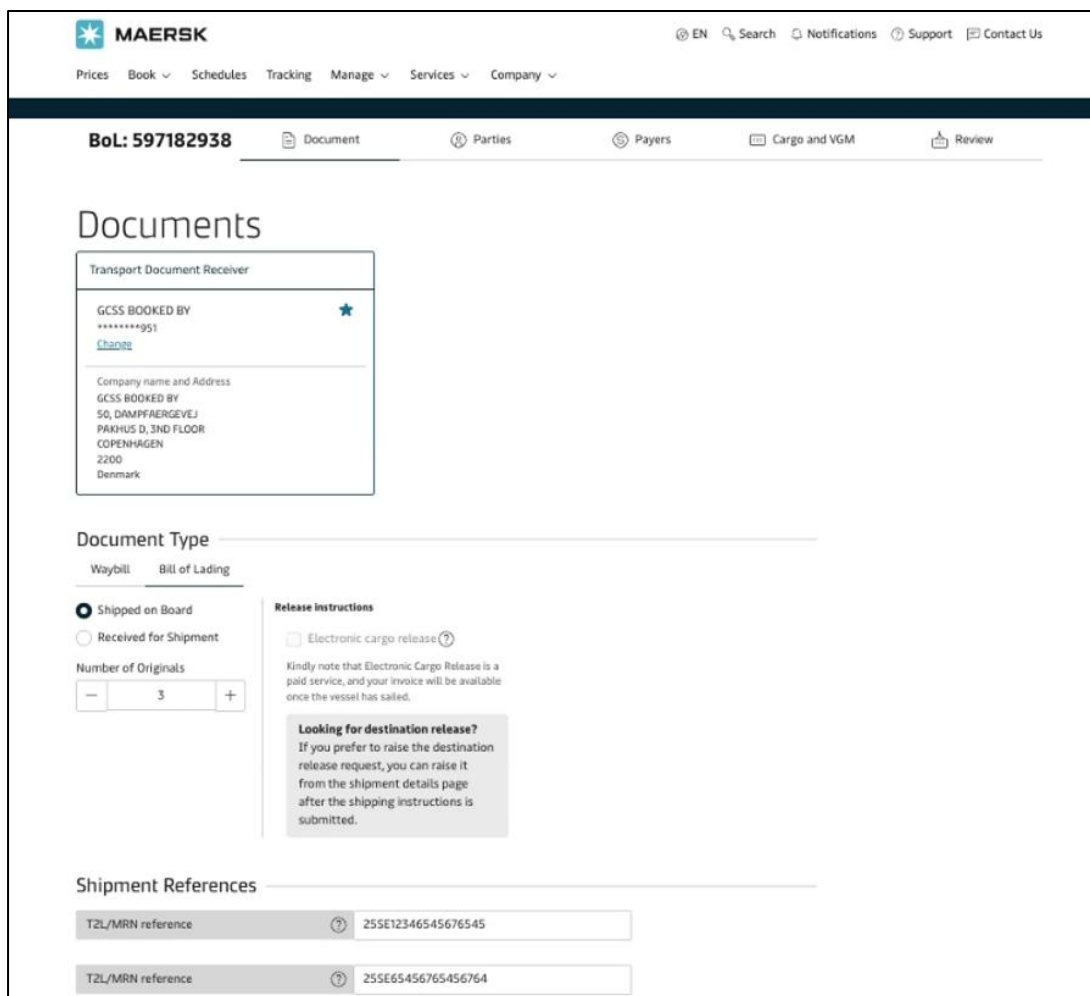 MAERSK
EN Search Notifications Support Contact Us
Prices Book Schedules Tracking Manage Services Company
BoL: 597182938 Document Parties Payers Cargo and VGM Review
Documents
Transport Document Receiver
GCSS BOOKED BY
********951
Change
Company name and Address
GCSS BOOKED BY
50, DAMPFAERGEVEJ
PAKHUS D, 3ND FLOOR
COPENHAGEN
2200
Denmark
Document Type
Waybill Bill of Lading
Shipped on Board
Received for Shipment
Number of Originals
3
Release instructions
Electronic cargo release
Kindly note that Electronic Cargo Release is a
paid service, and your invoice will be available
once the vessel has sailed.
Looking for destination release?
If you prefer to raise the destination
release request, you can raise it
from the shipment details page
after the shipping instructions is
submitted.
Shipment References
T2L/MRN reference 25SE12346545676545
T2L/MRN reference 25SE65456765456764